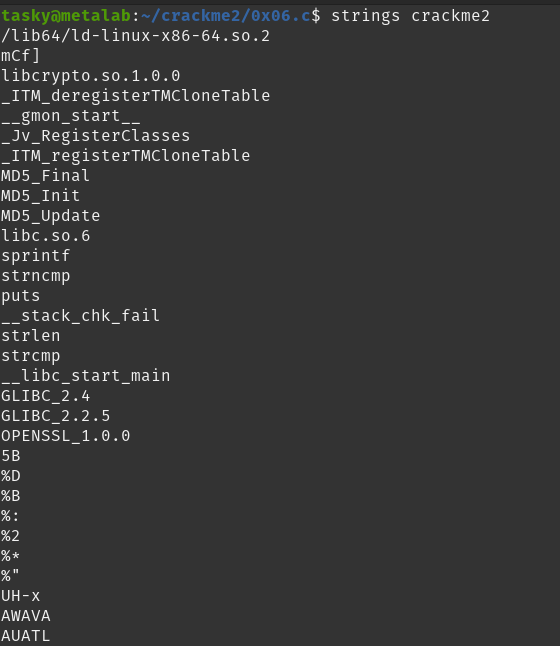 tasky@metalab:~/crackme2/0x06.c$ strings crackme2
/lib64/ld-linux-x86-64.so.2
mCf]
libcrypto.so.1.0.0
_ITM_deregisterTMCloneTable
__gmon_start__
_Jv_RegisterClasses
_ITM_registerTMCloneTable
MD5_Final
MD5_Init
MD5_Update
libc.so.6
sprintf
strncmp
puts
__stack_chk_fail
strlen
strcmp
__libc_start_main
GLIBC_2.4
GLIBC_2.2.5
OPENSSL_1.0.0
5B
%D
%B
%:
%2
%*
%"
UH-x
AWAVA
AUATL